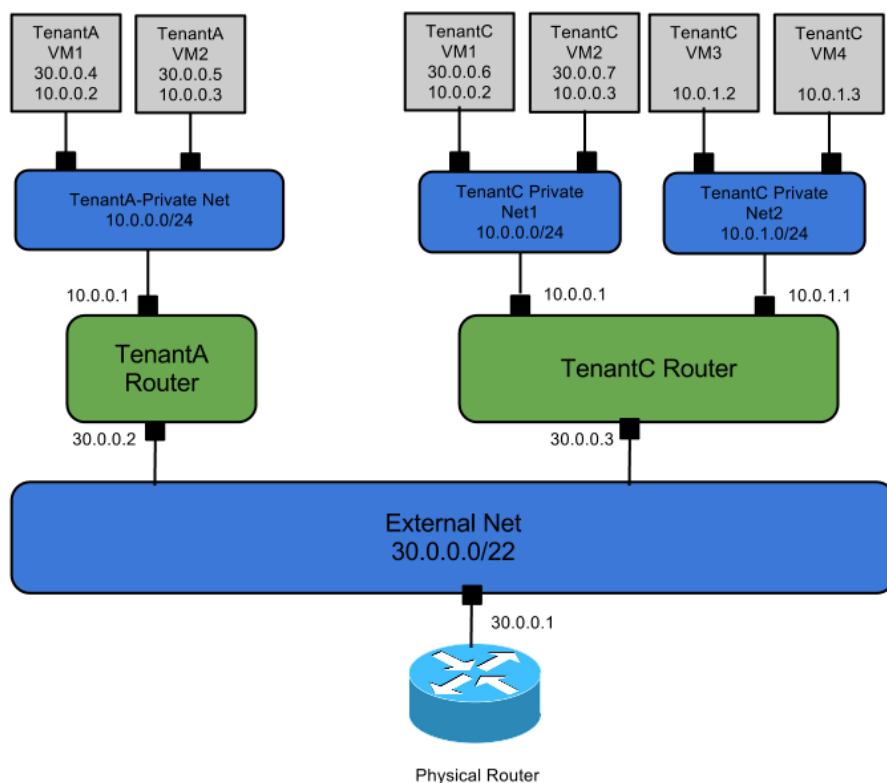 TenantA
VM1
30.0.0.4
10.0.0.2
TenantA
VM2
30.0.0.5
10.0.0.3
TenantC
VM1
30.0.0.6
10.0.0.2
TenantC
VM2
30.0.0.7
10.0.0.3
TenantC
VM3
10.0.1.2
TenantC
VM4
10.0.1.3
TenantA-Private Net
10.0.0.0/24
TenantC Private
Net1
10.0.0.0/24
TenantC Private
Net2
10.0.1.0/24
10.0.0.1
10.0.0.1
10.0.1.1
TenantA
Router
TenantC Router
30.0.0.2
30.0.0.3
External Net
30.0.0.0/22
30.0.0.1
Physical Router